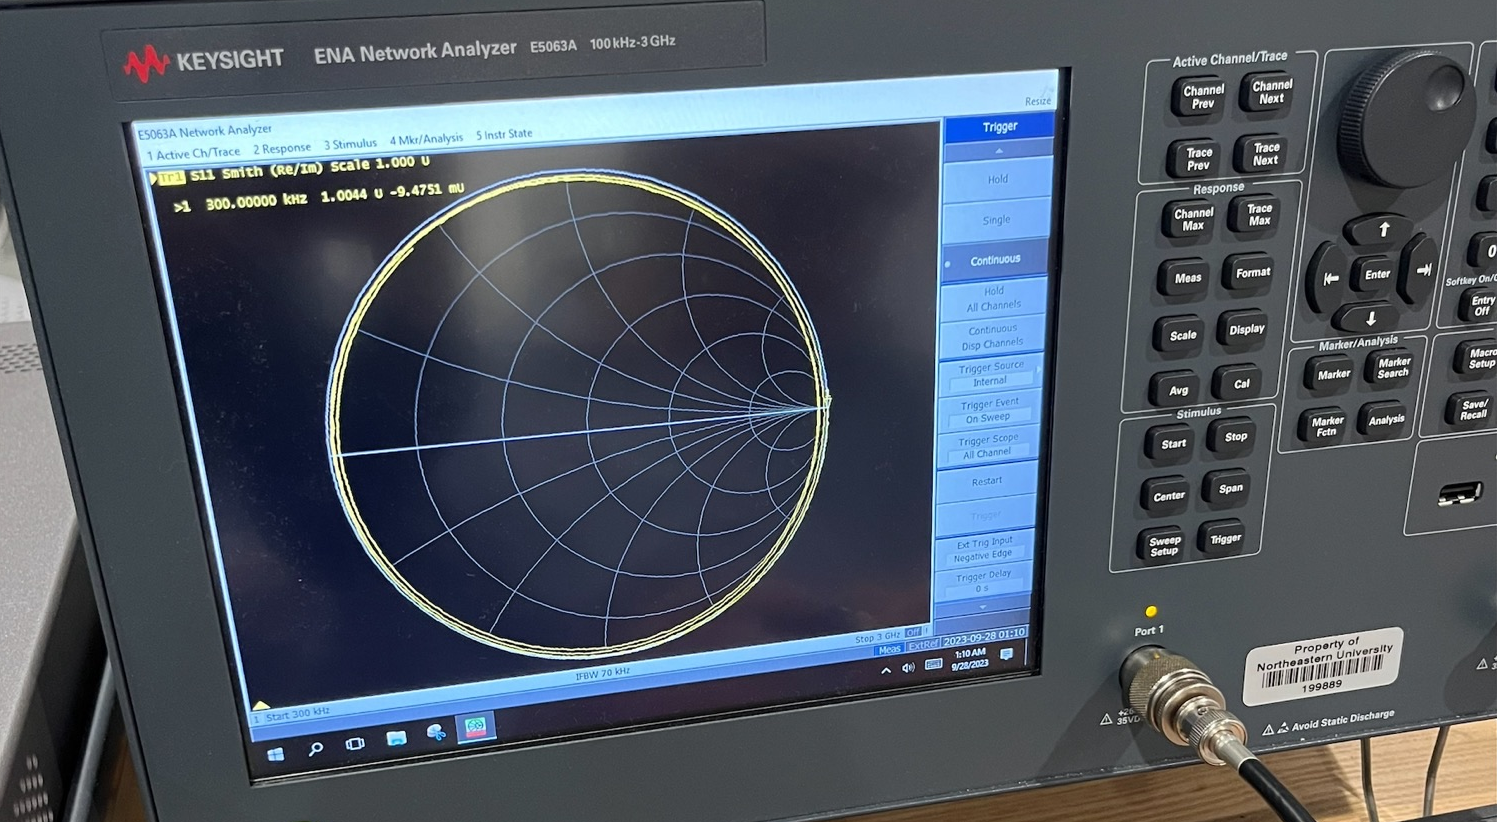 KEYSIGHT ENA Network Analyzer E5063A 100 kHz-3 GHz
Resize
E5063A Network Analyzer
1 Active Ch/Trace 2 Response 3 Stimulus 4 Mkr/Analysis 5 Instr State
Tr1 S11 Smith (Re/Im) Scale 1.000 U
>1 300.00000 kHz 1.0044 U -9.4751 mU
Trigger
Hold
Single
Continuous
Hold
All Channels
Continuous
Disp Channels
Trigger Source
Internal
Trigger Event
On Sweep
Trigger Scope
All Channel
Restart
Trigger
Ext Trig Input
Negative Edge
Trigger Delay
0 s
1 Start 300 kHz
IFBW 70 kHz
Stop 3 GHz Off !
Meas ExtRef 2023-09-28 01:10
1:10 AM
9/28/2023
Active Channel/Trace
Channel
Prev
Channel
Next
Trace
Prev
Trace
Next
Response
Channel
Max
Trace
Max
Meas
Format
Scale
Display
Avg
Cal
Stimulus
Start
Stop
Center
Span
Sweep
Setup
Trigger
Enter
Marker/Analysis
Marker
Marker
Search
Marker
Fctn
Analysis
0
Softkey On/
Entry
Off
Macro
Setup
Save/
Recall
Port 1
35VD
Property of
Northeastern University
199889
Avoid Static Discharge